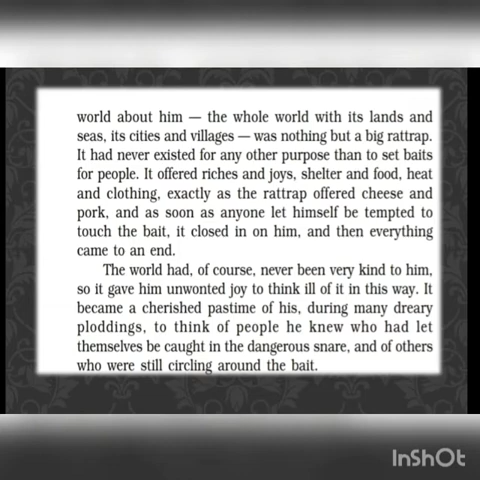 world about him — the whole world with its lands and
seas, its cities and villages — was nothing but a big rattrap.
It had never existed for any other purpose than to set baits
for people. It offered riches and joys, shelter and food, heat
and clothing, exactly as the rattrap offered cheese and
pork, and as soon as anyone let himself be tempted to
touch the bait, it closed in on him, and then everything
came to an end.
The world had, of course, never been very kind to him,
so it gave him unwonted joy to think ill of it in this way. It
became a cherished pastime of his, during many dreary
ploddings, to think of people he knew who had let
themselves be caught in the dangerous snare, and of others
who were still circling around the bait.
InShOt